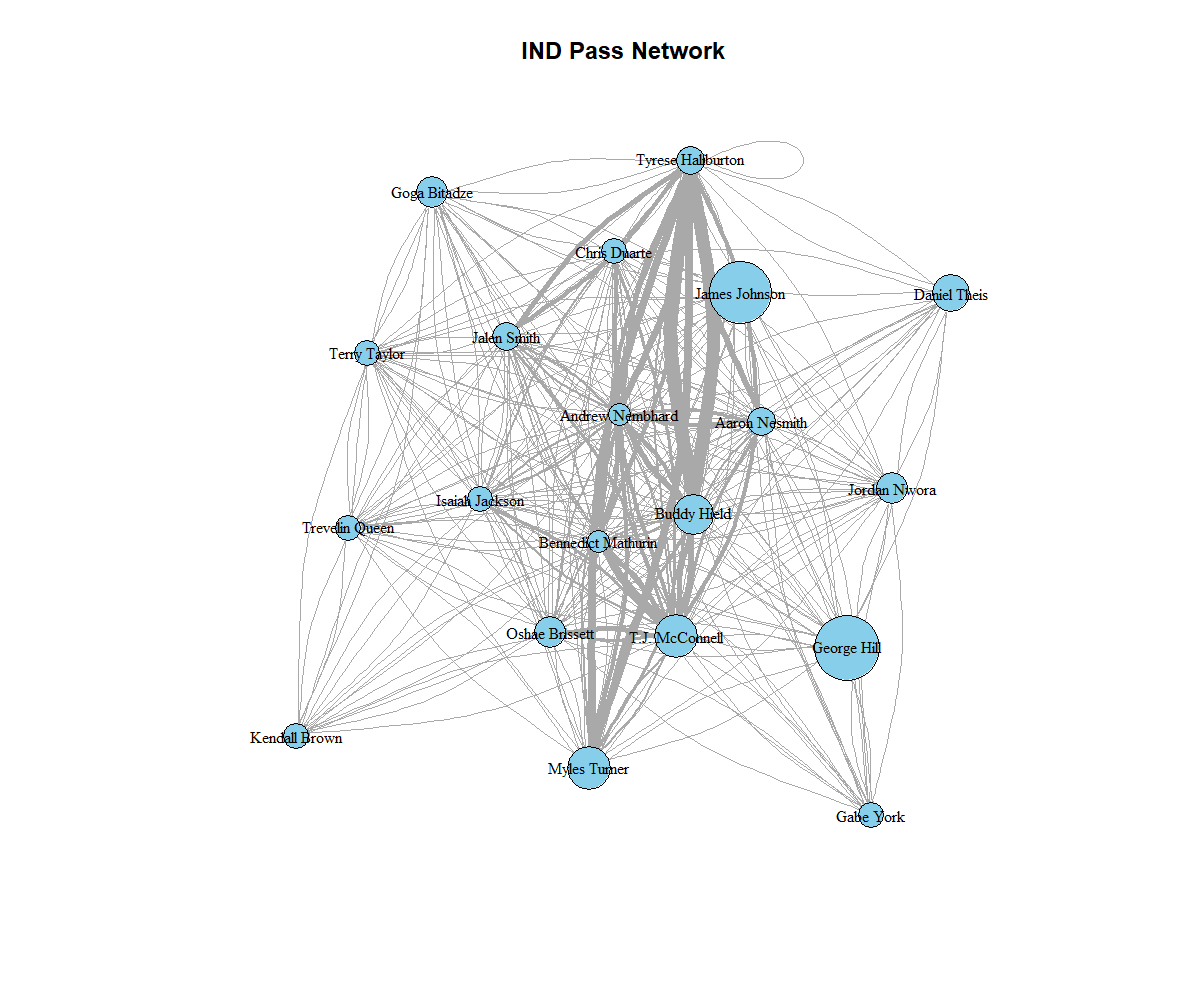 IND Pass Network
Tyrese Haliburton
Goga Bitadze
Chris Duarte
James Johnson
Daniel Theis
Jalen Smith
Terry Taylor
Andrew Nembhard
Aaron Nesmith
Jordan Nwora
Isaiah Jackson
Buddy Hield
Trevelin Queen
Bennedict Mathurin
Oshae Brissett
T.J. McConnell
George Hill
Kendall Brown
Myles Turner
Gabe York